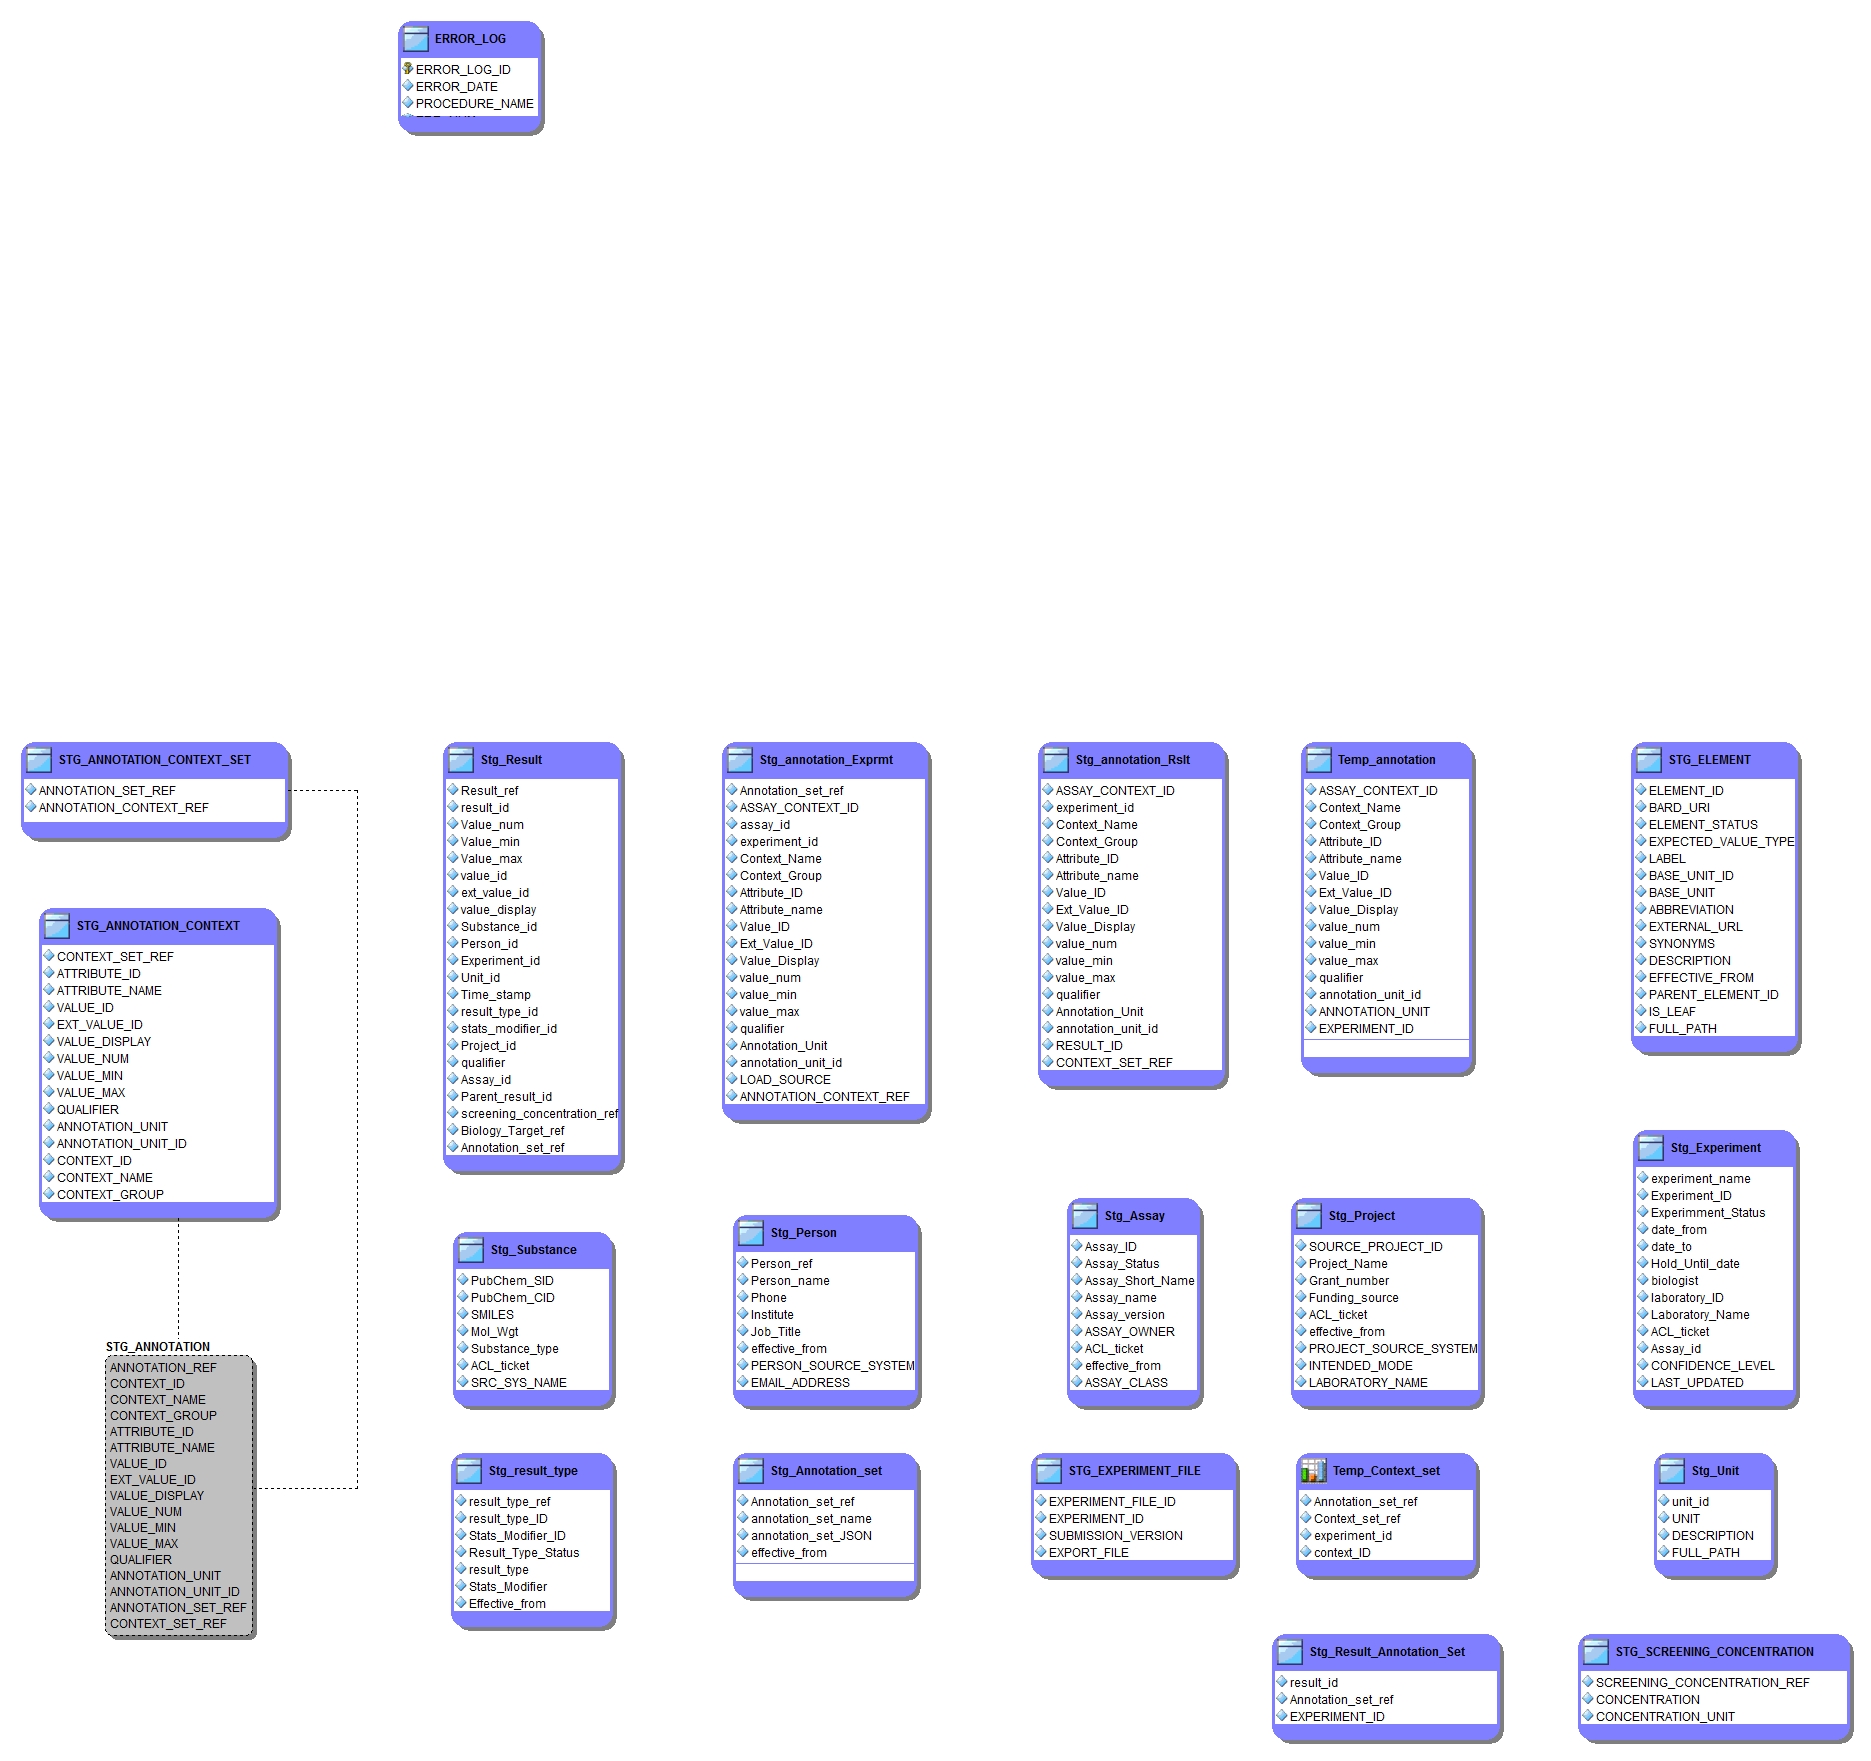 ERROR_LOG
ERROR_LOG_ID
ERROR_DATE
PROCEDURE_NAME
STG_ANNOTATION_CONTEXT_SET
ANNOTATION_SET_REF
ANNOTATION_CONTEXT_REF
STG_ANNOTATION_CONTEXT
CONTEXT_SET_REF
ATTRIBUTE_ID
ATTRIBUTE_NAME
VALUE_ID
EXT_VALUE_ID
VALUE_DISPLAY
VALUE_NUM
VALUE_MIN
VALUE_MAX
QUALIFIER
ANNOTATION_UNIT
ANNOTATION_UNIT_ID
CONTEXT_ID
CONTEXT_NAME
CONTEXT_GROUP
STG_ANNOTATION
ANNOTATION_REF
CONTEXT_ID
CONTEXT_NAME
CONTEXT_GROUP
ATTRIBUTE_ID
ATTRIBUTE_NAME
VALUE_ID
EXT_VALUE_ID
VALUE_DISPLAY
VALUE_NUM
VALUE_MIN
VALUE_MAX
QUALIFIER
ANNOTATION_UNIT
ANNOTATION_UNIT_ID
ANNOTATION_SET_REF
CONTEXT_SET_REF
Stg_Result
Result_ref
result_id
Value_num
Value_min
Value_max
value_id
ext_value_id
value_display
Substance_id
Person_id
Experiment_id
Unit_id
Time_stamp
result_type_id
stats_modifier_id
Project_id
qualifier
Assay_id
Parent_result_id
screening_concentration_ref
Biology_Target_ref
Annotation_set_ref
Stg_Substance
PubChem_SID
PubChem_CID
SMILES
Mol_Wgt
Substance_type
ACL_ticket
SRC_SYS_NAME
Stg_result_type
result_type_ref
result_type_ID
Stats_Modifier_ID
Result_Type_Status
result_type
Stats_Modifier
Effective_from
Stg_annotation_Exprmt
Annotation_set_ref
ASSAY_CONTEXT_ID
assay_id
experiment_id
Context_Name
Context_Group
Attribute_ID
Attribute_name
Value_ID
Ext_Value_ID
Value_Display
value_num
value_min
value_max
qualifier
Annotation_Unit
annotation_unit_id
LOAD_SOURCE
ANNOTATION_CONTEXT_REF
Stg_Person
Person_ref
Person_name
Phone
Institute
Job_Title
effective_from
PERSON_SOURCE_SYSTEM
EMAIL_ADDRESS
Stg_Annotation_set
Annotation_set_ref
annotation_set_name
annotation_set_JSON
effective_from
Stg_annotation_Rslt
ASSAY_CONTEXT_ID
experiment_id
Context_Name
Context_Group
Attribute_ID
Attribute_name
Value_ID
Ext_Value_ID
Value_Display
value_num
value_min
value_max
qualifier
Annotation_Unit
annotation_unit_id
RESULT_ID
CONTEXT_SET_REF
Stg_Assay
Assay_ID
Assay_Status
Assay_Short_Name
Assay_name
Assay_version
ASSAY_OWNER
ACL_ticket
effective_from
ASSAY_CLASS
STG_EXPERIMENT_FILE
EXPERIMENT_FILE_ID
EXPERIMENT_ID
SUBMISSION_VERSION
EXPORT_FILE
Temp_annotation
ASSAY_CONTEXT_ID
Context_Name
Context_Group
Attribute_ID
Attribute_name
Value_ID
Ext_Value_ID
Value_Display
value_num
value_min
value_max
qualifier
annotation_unit_id
ANNOTATION_UNIT
EXPERIMENT_ID
Stg_Project
SOURCE_PROJECT_ID
Project_Name
Grant_number
Funding_source
ACL_ticket
effective_from
PROJECT_SOURCE_SYSTEM
INTENDED_MODE
LABORATORY_NAME
Temp_Context_set
Annotation_set_ref
Context_set_ref
experiment_id
context_ID
Stg_Result_Annotation_Set
result_id
Annotation_set_ref
EXPERIMENT_ID
STG_ELEMENT
ELEMENT_ID
BARD_URI
ELEMENT_STATUS
EXPECTED_VALUE_TYPE
LABEL
BASE_UNIT_ID
BASE_UNIT
ABBREVIATION
EXTERNAL_URL
SYNONYMS
DESCRIPTION
EFFECTIVE_FROM
PARENT_ELEMENT_ID
IS_LEAF
FULL_PATH
Stg_Experiment
experiment_name
Experiment_ID
Experimment_Status
date_from
date_to
Hold_Until_date
biologist
laboratory_ID
Laboratory_Name
ACL_ticket
Assay_id
CONFIDENCE_LEVEL
LAST_UPDATED
Stg_Unit
unit_id
UNIT
DESCRIPTION
FULL_PATH
STG_SCREENING_CONCENTRATION
SCREENING_CONCENTRATION_REF
CONCENTRATION
CONCENTRATION_UNIT